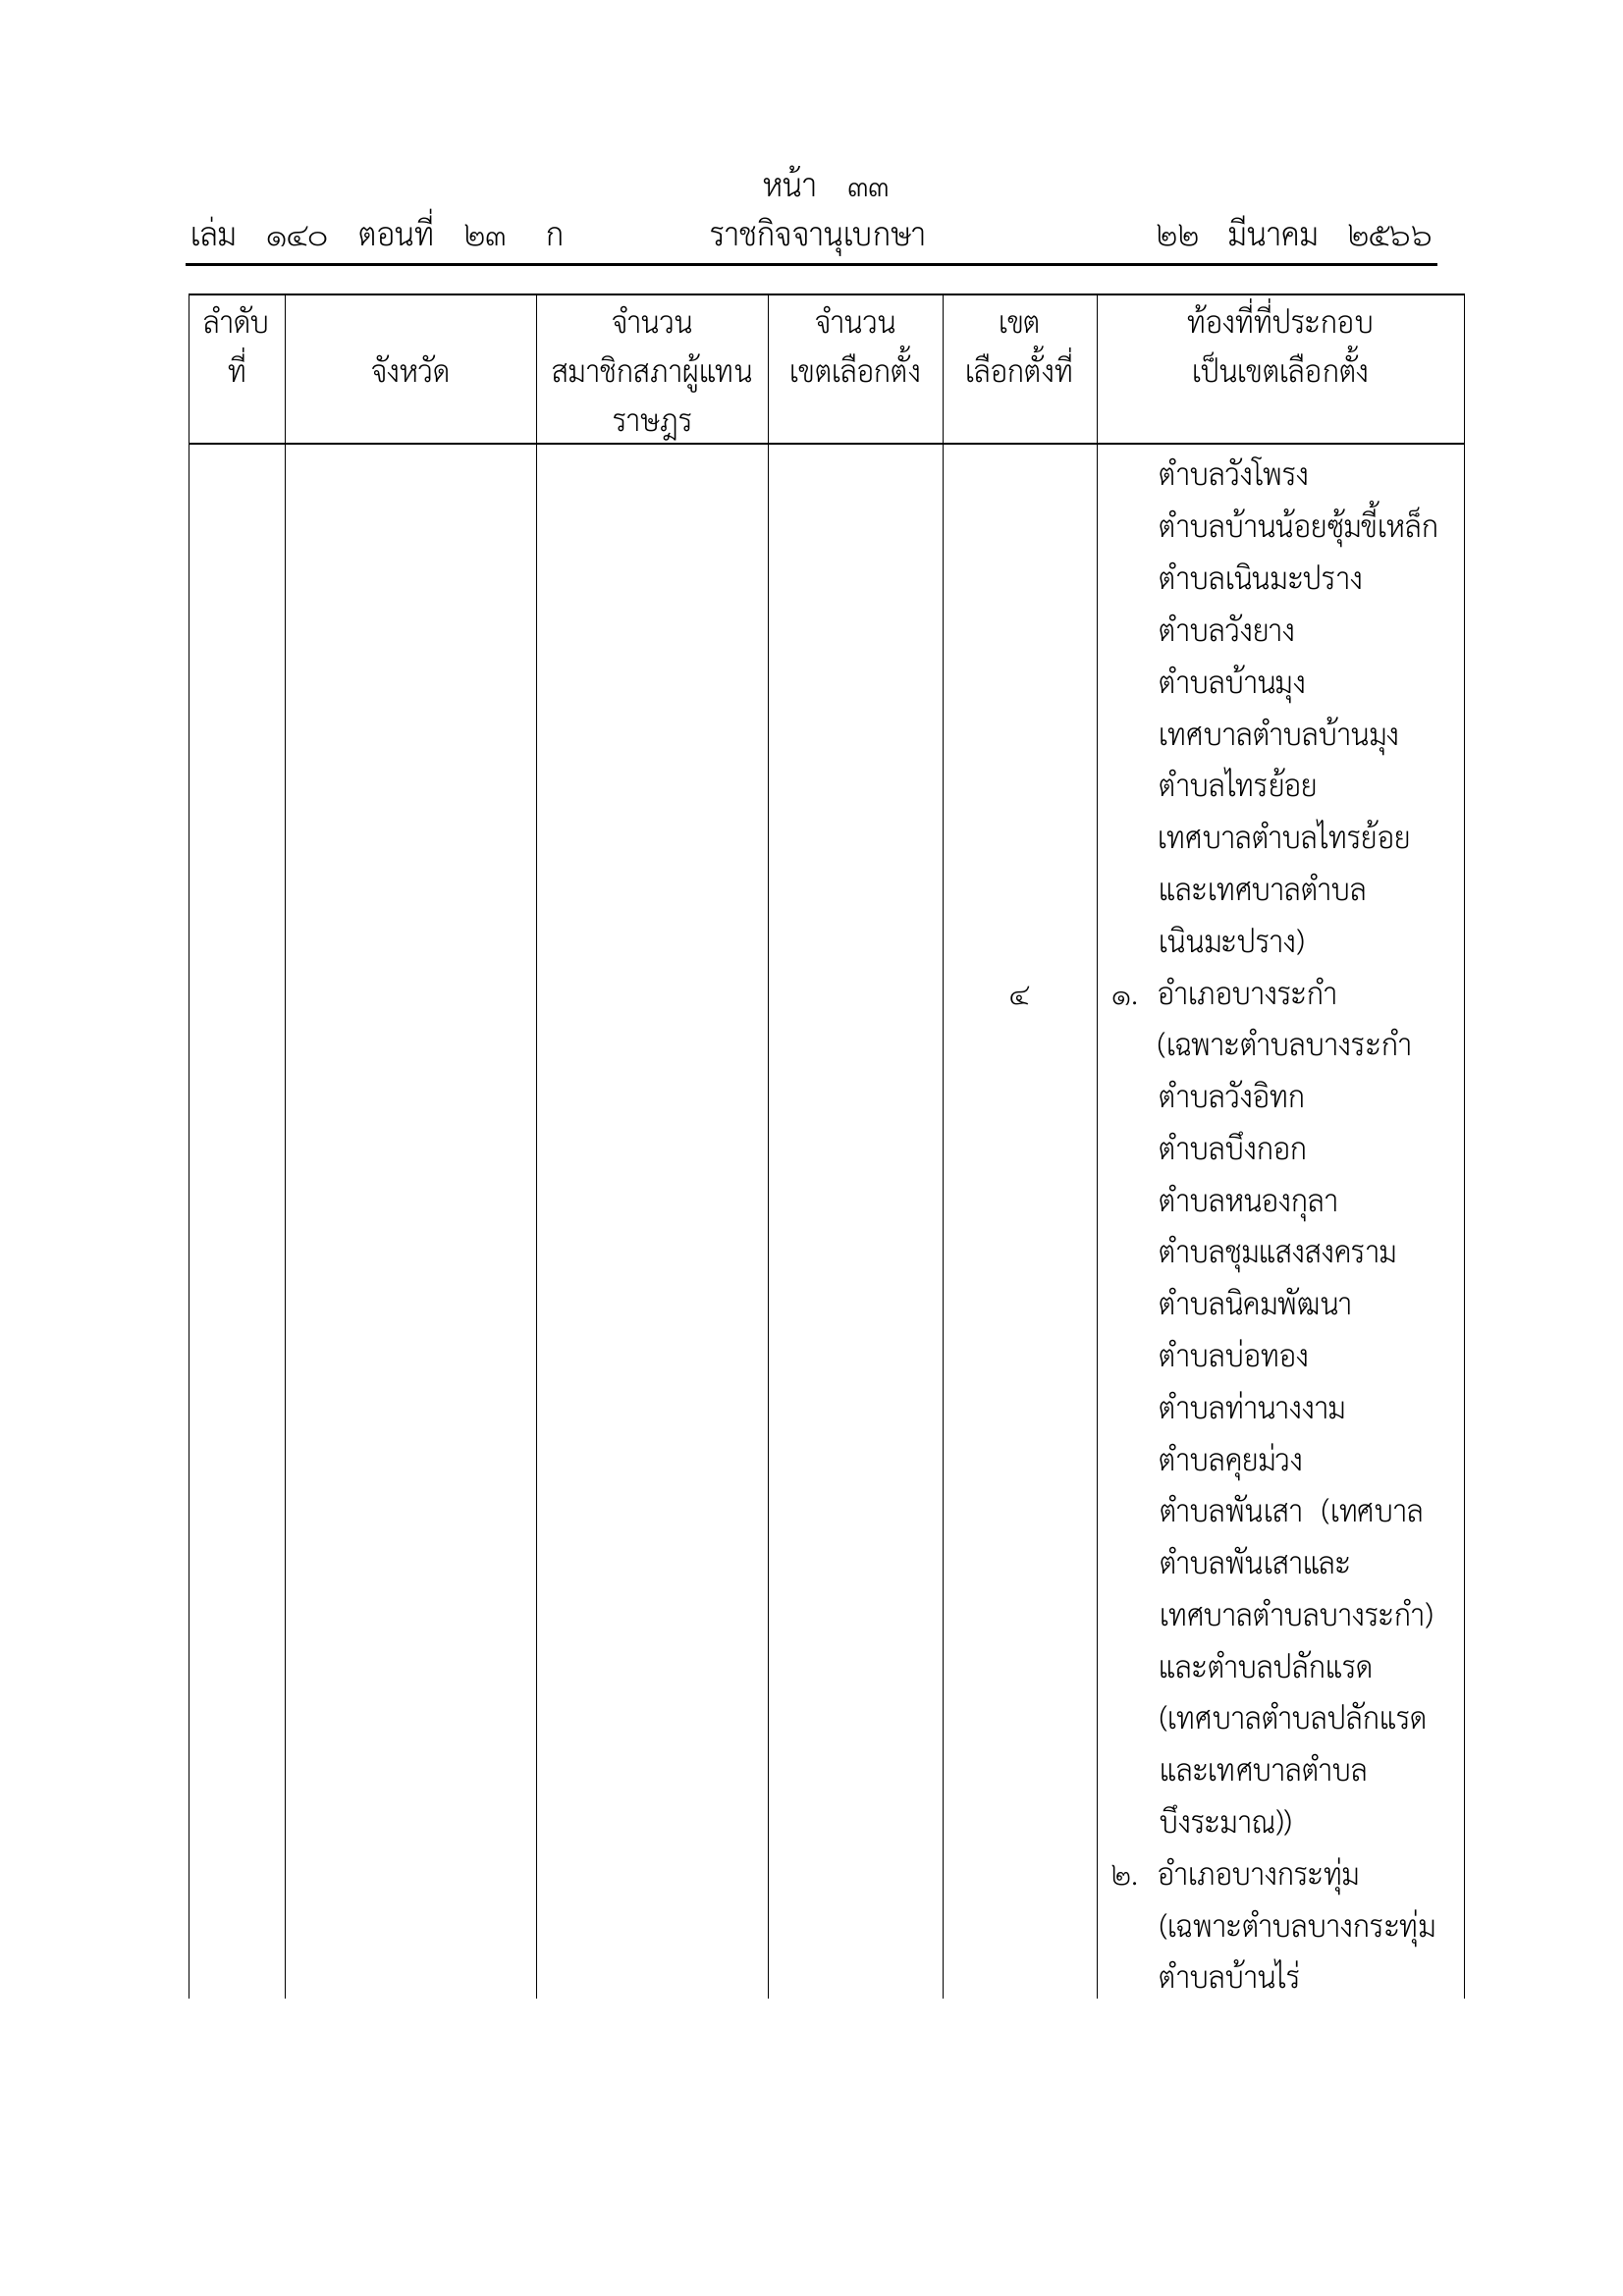 หน้า ๓๓
เล่ม ๑๔๐ ตอนที่ ๒๓ ก ราชกิจจานุเบกษา ๒๒ มีนาคม ๒๕๖๖
ลำดับ
ที่
จังหวัด
จำนวน
สมาชิกสภาผู้แทน
ราษฎร
จำนวน
เขตเลือกตั้ง
เขต
เลือกตั้งที่
ท้องที่ที่ประกอบ
เป็นเขตเลือกตั้ง
ตำบลวังโพรง
ตำบลบ้านน้อยซุ้มขี้เหล็ก
ตำบลเนินมะปราง
ตำบลวังยาง
ตำบลบ้านมุง
เทศบาลตำบลบ้านมุง
ตำบลไทรย้อย
เทศบาลตำบลไทรย้อย
และเทศบาลตำบล
เนินมะปราง)
๔ ๑. อำเภอบางระกำ
(เฉพาะตำบลบางระกำ
ตำบลวังอิทก
ตำบลบึงกอก
ตำบลหนองกุลา
ตำบลชุมแสงสงคราม
ตำบลนิคมพัฒนา
ตำบลบ่อทอง
ตำบลท่านางงาม
ตำบลคุยม่วง
ตำบลพันเสา (เทศบาล
ตำบลพันเสาและ
เทศบาลตำบลบางระกำ)
และตำบลปลักแรด
(เทศบาลตำบลปลักแรด
และเทศบาลตำบล
บึงระมาณ))
๒. อำเภอบางกระทุ่ม
(เฉพาะตำบลบางกระทุ่ม
ตำบลบ้านไร่